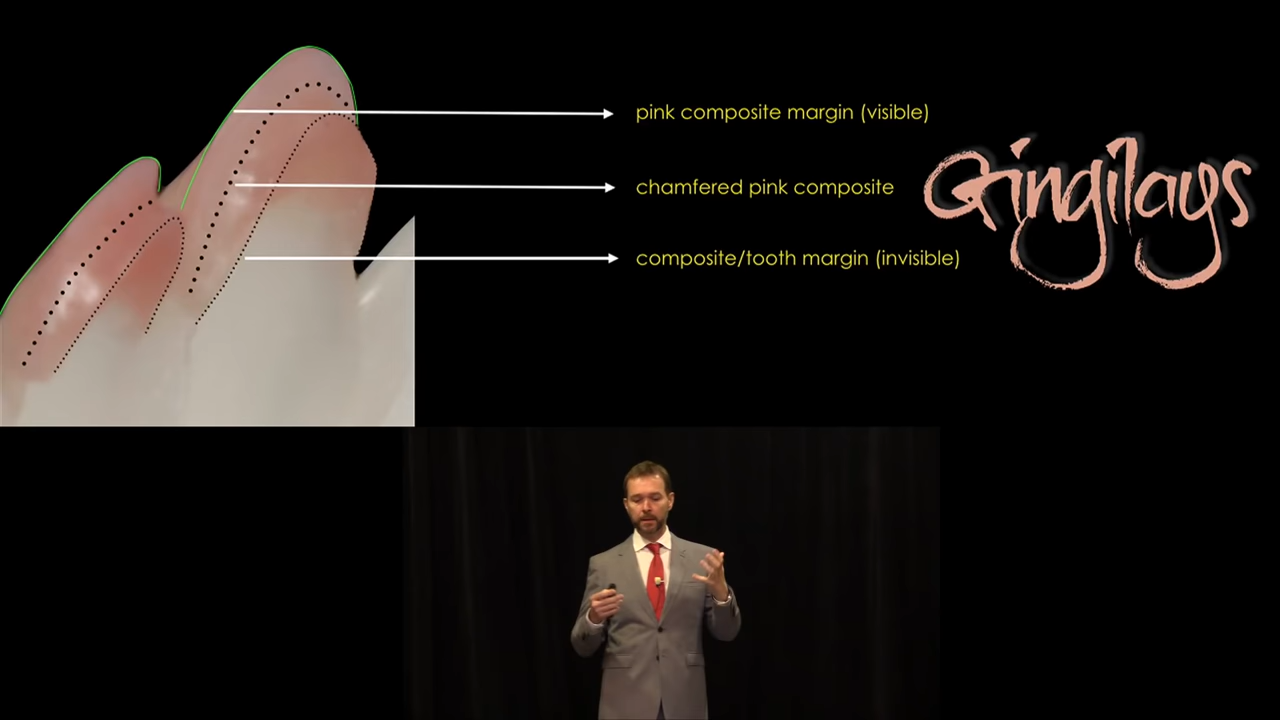 pink composite margin (visible)
chamfered pink composite
Gingilays
composite/tooth margin (invisible)